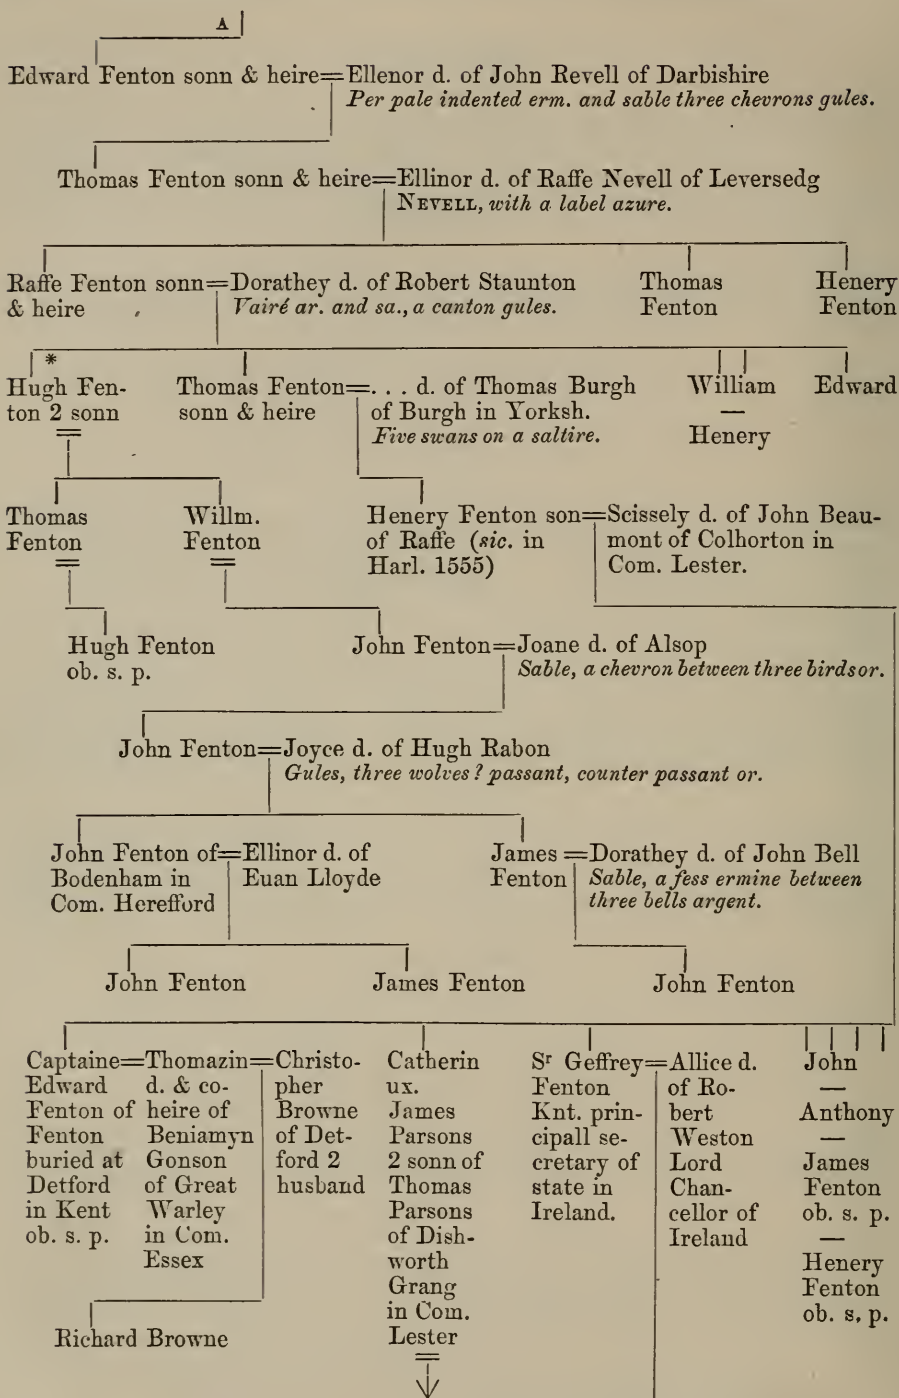 A
Edward Fenton sonn & heire=Ellenor d. of John Revell of Darbishire
Per pale indented erm. and sable three chevrons gules.
Thomas Fenton sonn & heire=Ellinor d. of Raffe Nevell of Leversedg
NEVELL, with a label azure.
Raffe Fenton sonn=Dorathey d. of Robert Staunton
& heire
Vairé ar. and sa., a canton gules.
Thomas
Fenton
Henery
Fenton
*
Hugh Fen-
ton 2 sonn
Thomas Fenton=. . . d. of Thomas Burgh
sonn & heire
of Burgh in Yorksh.
Five swans on a saltire.
William
—
Henery
Edward
Thomas
Fenton
Willm.
Fenton
Henery Fenton son=Scissely d. of John Beau-
of Raffe (sic. in
Harl. 1555)
mont of Colhorton in
Com. Lester.
Hugh Fenton
ob. s. p.
John Fenton=Joane d. of Alsop
Sable, a chevron between three birds or.
John Fenton=Joyce d. of Hugh Rabon
Gules, three wolves ? passant, counter passant or.
John Fenton of=Ellinor d. of
Bodenham in
Com. Herefford
Euan Lloyde
James=Dorathey d. of John Bell
Fenton
Sable, a fess ermine between
three bells argent.
John Fenton
James Fenton
John Fenton
Captaine=Thomazin=Christo-
Edward
Fenton of
Fenton
buried at
Detford
in Kent
ob. s. p.
d. & co-
heire of
Beniamyn
Gonson
of Great
Warley
in Com.
Essex
pher
Browne
of Det-
ford 2
husband
Richard Browne
Catherin
ux.
James
Parsons
2 sonn of
Thomas
Parsons
of Dish-
worth
Grang
in Com.
Lester
Sr Geffrey=Allice d.
Fenton
Knt. prin-
cipall se-
cretary of
state in
Ireland.
of Ro-
bert
Weston
Lord
Chan-
cellor of
Ireland
John
—
Anthony
—
James
Fenton
ob. s. p.
—
Henery
Fenton
ob. s. p.